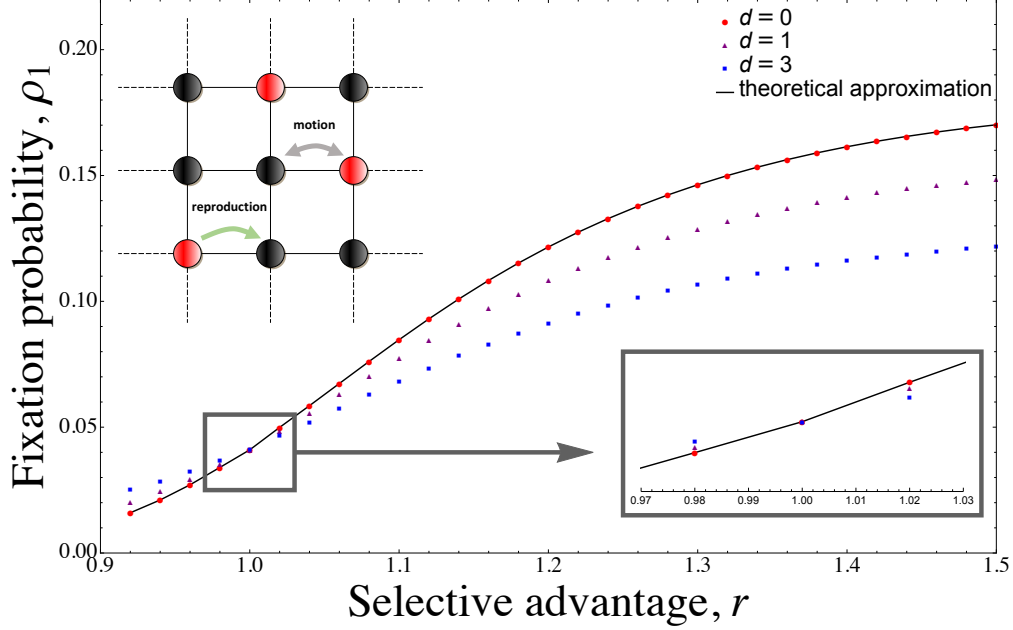 Fixation probability, ρ₁
0.20
0.15
0.10
0.05
0.00
0.9
1.0
1.1
1.2
1.3
1.4
1.5
Selective advantage, r
d = 0
d = 1
d = 3
theoretical approximation
motion
reproduction
0.97
0.98
0.99
1.00
1.01
1.02
1.03